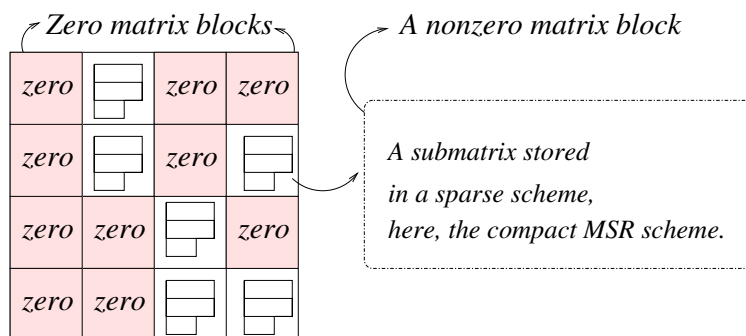 Zero matrix blocks
A nonzero matrix block
zero zero zero
zero zero
zero zero zero
zero zero
A submatrix stored
in a sparse scheme,
here, the compact MSR scheme.